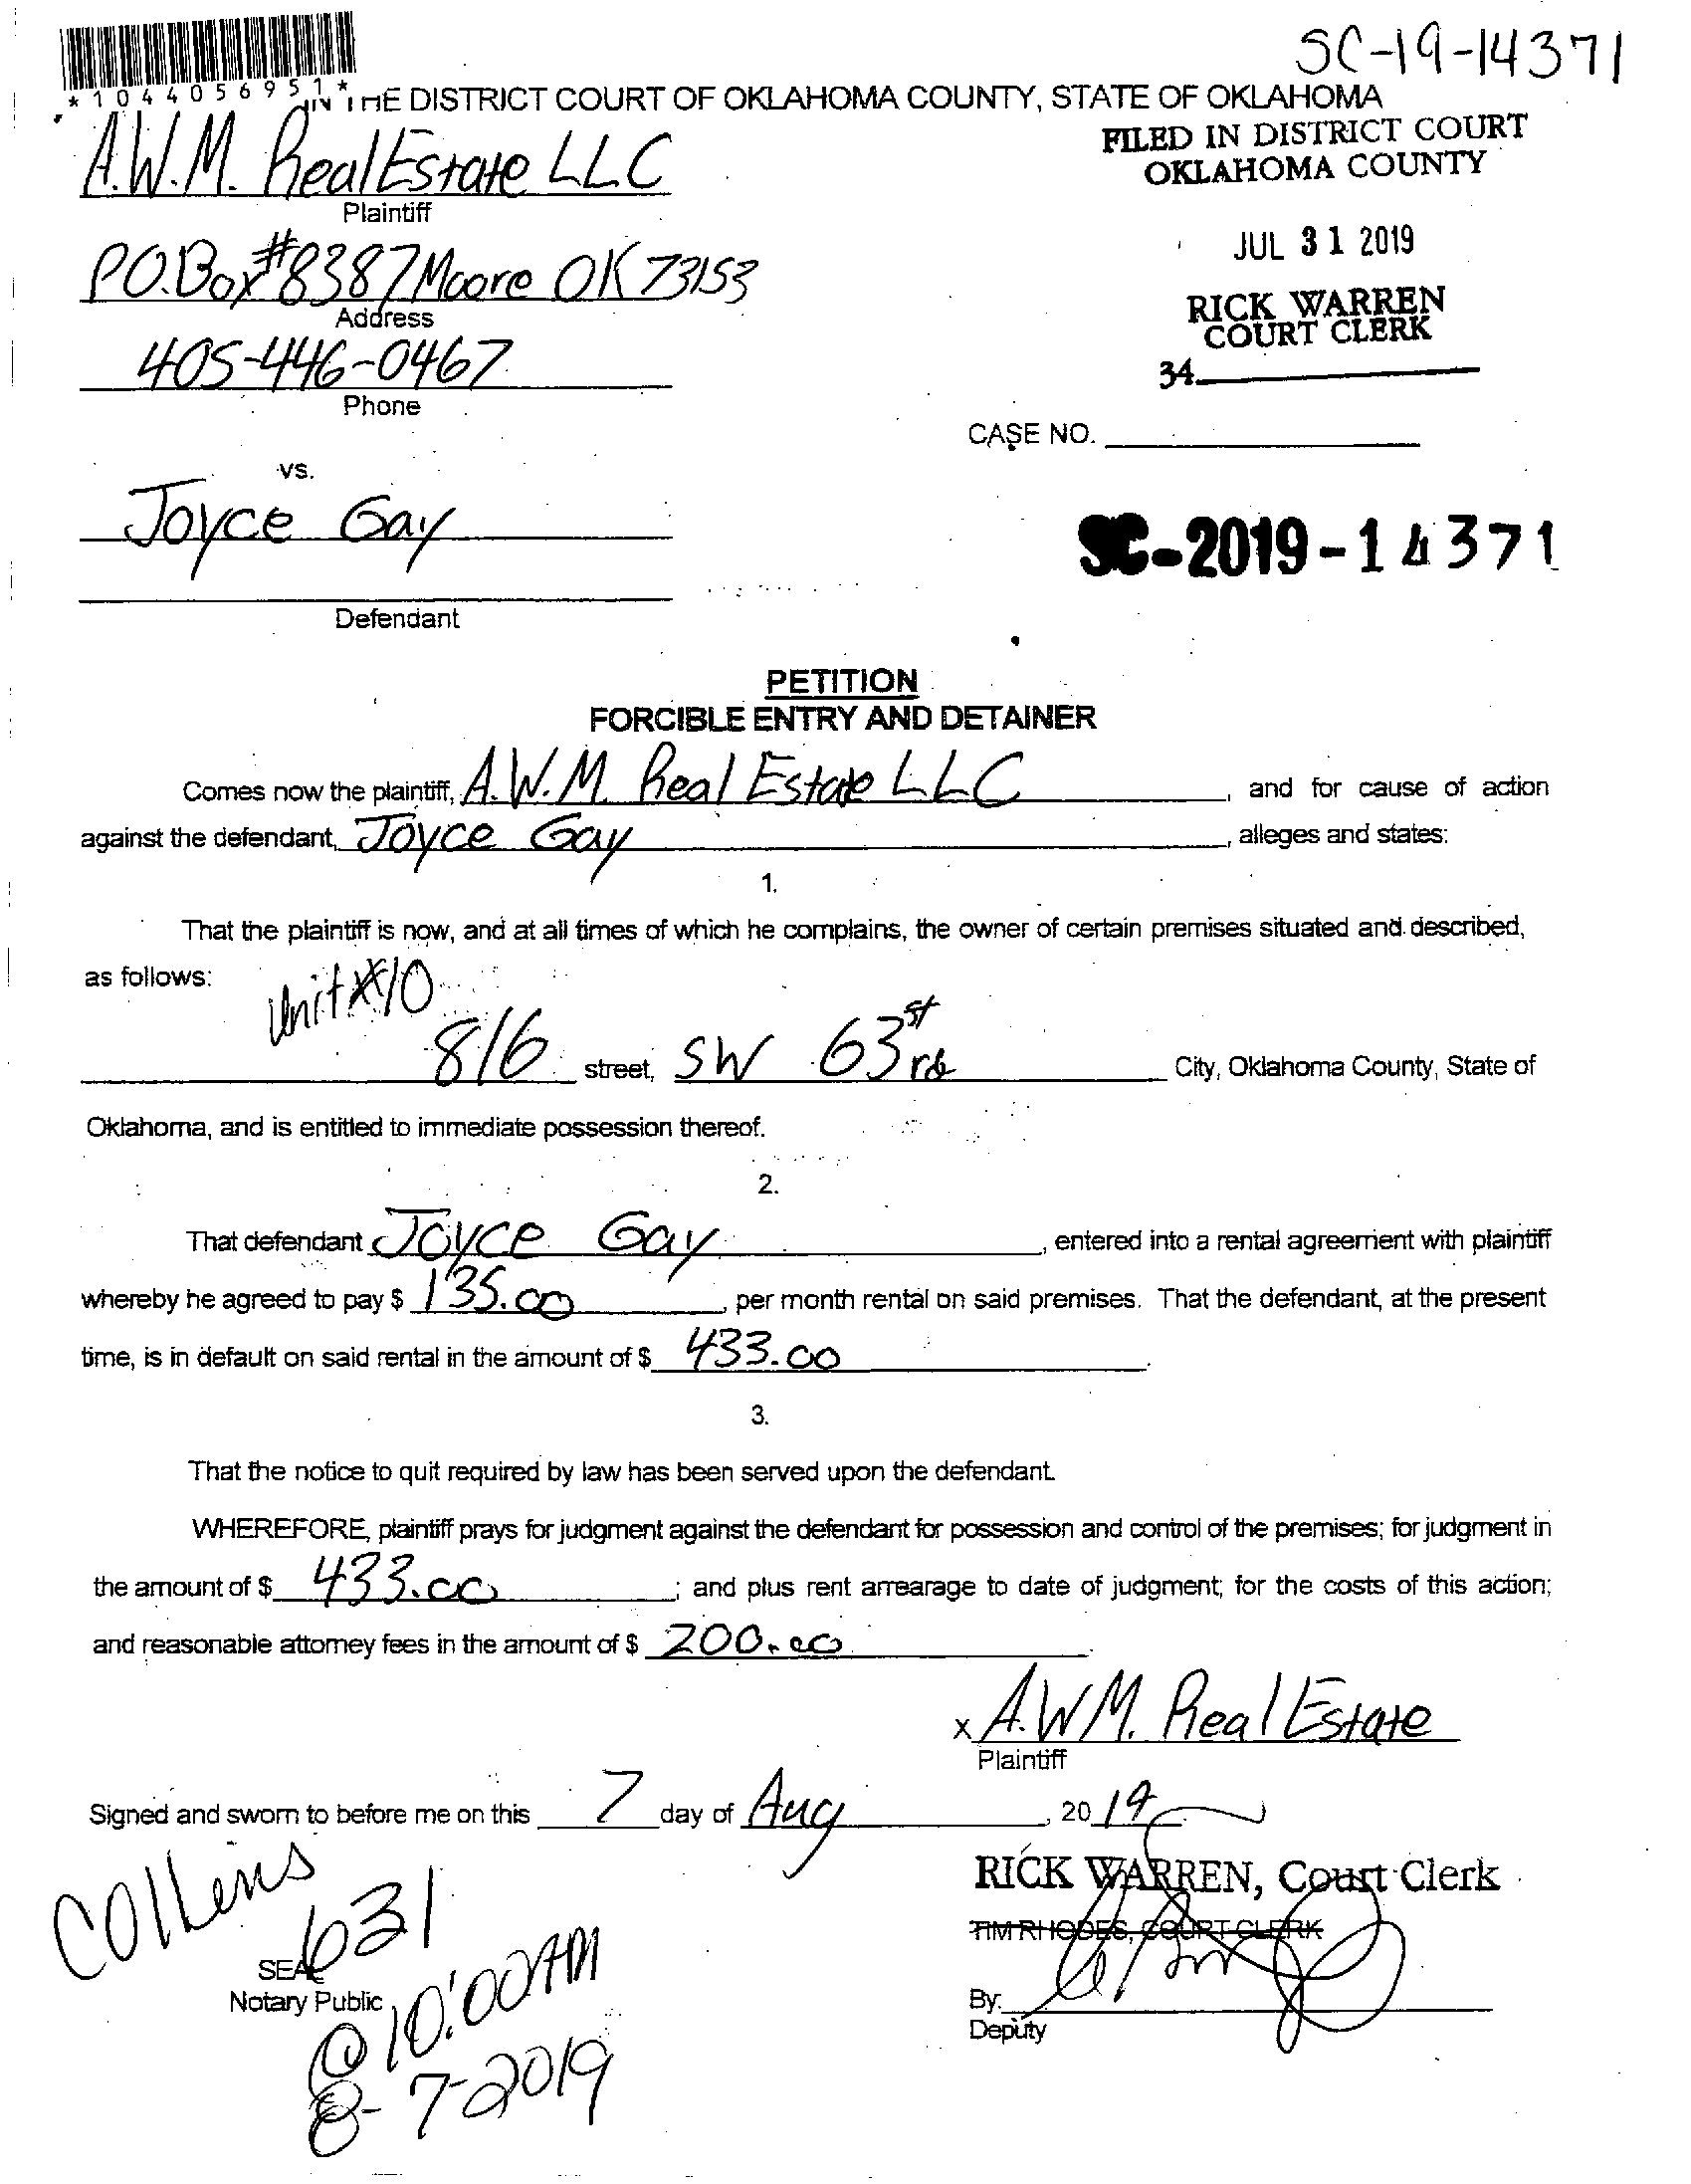 SC-19-14371
*1044056951*
IN THE DISTRICT COURT OF OKLAHOMA COUNTY, STATE OF OKLAHOMA
A.W.M. Real Estate LLC
Plaintiff
FILED IN DISTRICT COURT
OKLAHOMA COUNTY
P.O.Box #8387 Moore OK 73153
Address
JUL 31 2019
RICK WARREN
COURT CLERK
405-446-0467
Phone
34
CASE NO.
vs.
Joyce Gay
Defendant
SC-2019-14371
PETITION
FORCIBLE ENTRY AND DETAINER
Comes now the plaintiff, A.W.M. Real Estate LLC, and for cause of action
against the defendant, Joyce Gay, alleges and states:
1.
That the plaintiff is now, and at all times of which he complains, the owner of certain premises situated and described,
as follows:
Unit #10
816 street, SW 63rd st City, Oklahoma County, State of
Oklahoma, and is entitled to immediate possession thereof.
2.
That defendant Joyce Gay, entered into a rental agreement with plaintiff
whereby he agreed to pay $ 135.00, per month rental on said premises. That the defendant, at the present
time, is in default on said rental in the amount of $ 433.00.
3.
That the notice to quit required by law has been served upon the defendant.
WHEREFORE, plaintiff prays for judgment against the defendant for possession and control of the premises; for judgment in
the amount of $ 433.00; and plus rent arrearage to date of judgment; for the costs of this action;
and reasonable attorney fees in the amount of $ 200.00.
x A.W.M. Real Estate
Plaintiff
Signed and sworn to before me on this 7 day of Aug, 2019
RICK WARREN, Court Clerk
TIM RHODES, COURT CLERK
By:
Deputy
Collens
631
SEAL
Notary Public
@ 10:00 AM
8-7-2019